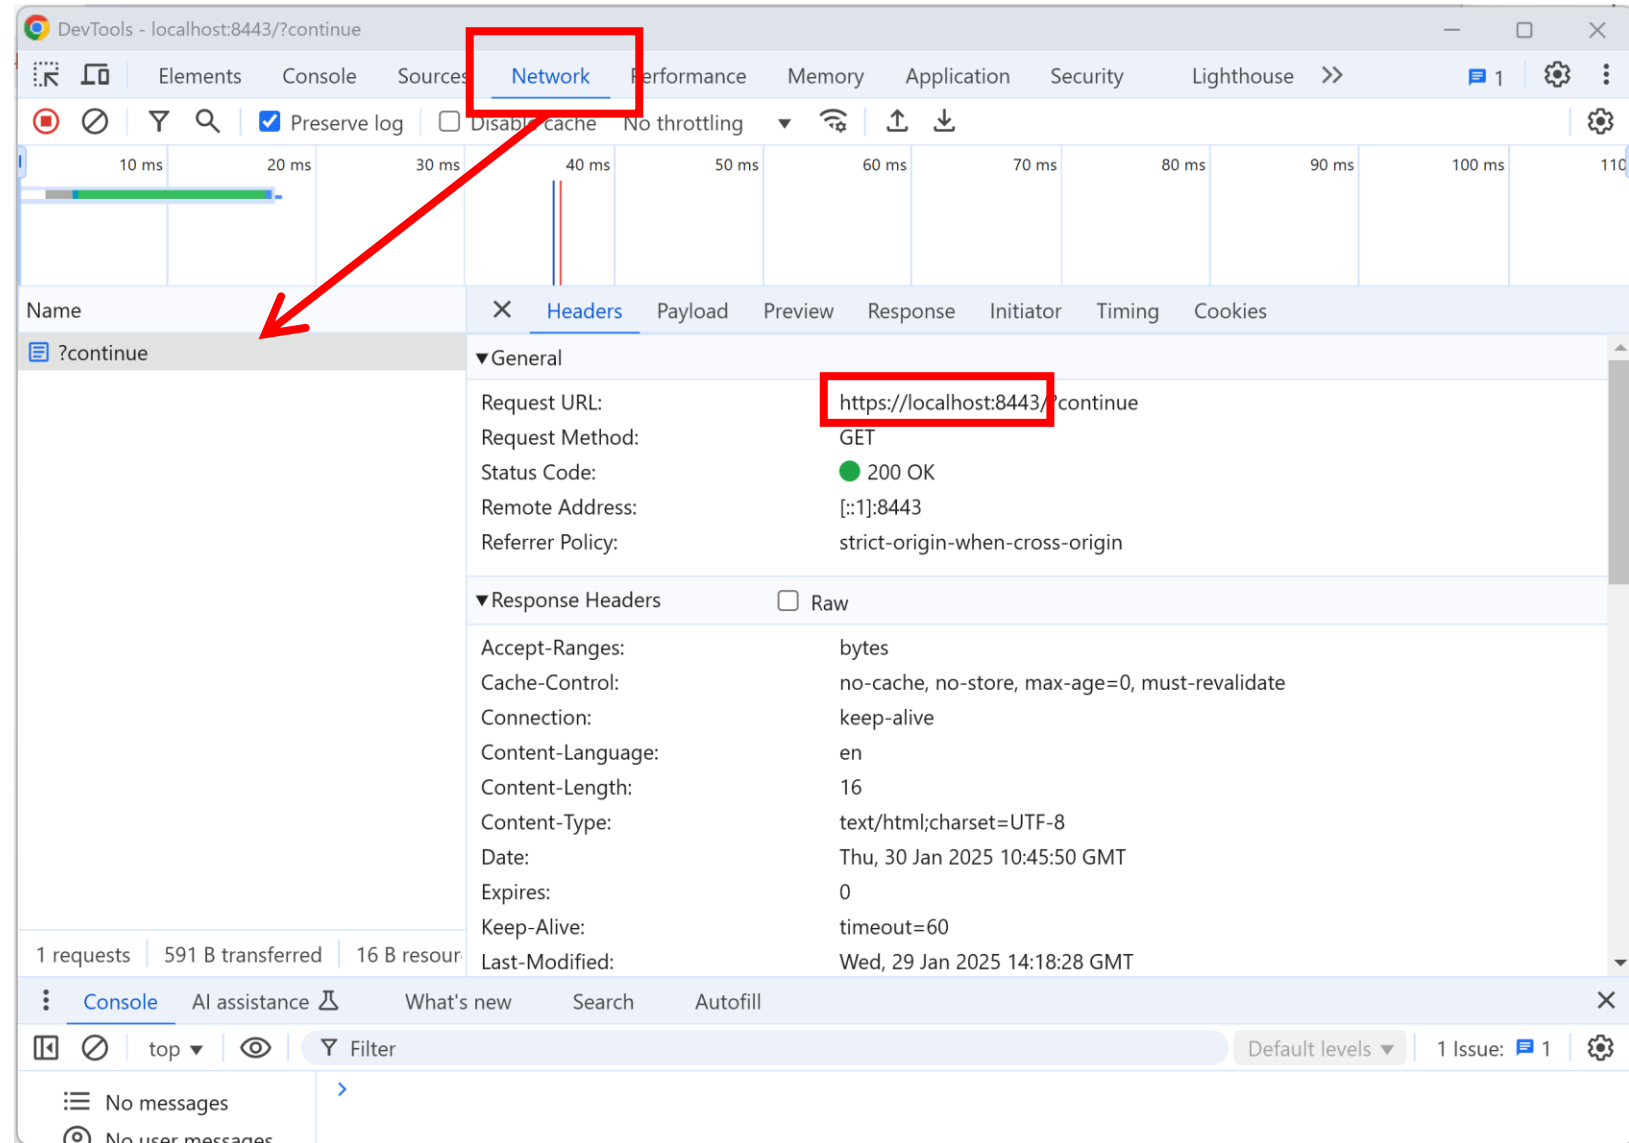 DevTools - localhost:8443/?continue
Elements Console Sources Network Performance Memory Application Security Lighthouse 1
Preserve log Disable cache No throttling
10 ms 20 ms 30 ms 40 ms 50 ms 60 ms 70 ms 80 ms 90 ms 100 ms 110
Name
?continue
Headers Payload Preview Response Initiator Timing Cookies
General
Request URL: https://localhost:8443/?continue
Request Method: GET
Status Code: 200 OK
Remote Address: [::1]:8443
Referrer Policy: strict-origin-when-cross-origin
Response Headers Raw
Accept-Ranges: bytes
Cache-Control: no-cache, no-store, max-age=0, must-revalidate
Connection: keep-alive
Content-Language: en
Content-Length: 16
Content-Type: text/html;charset=UTF-8
Date: Thu, 30 Jan 2025 10:45:50 GMT
Expires: 0
Keep-Alive: timeout=60
Last-Modified: Wed, 29 Jan 2025 14:18:28 GMT
1 requests 591 B transferred 16 B resour
Console AI assistance What's new Search Autofill
top Filter Default levels 1 Issue: 1
No messages
No user messages